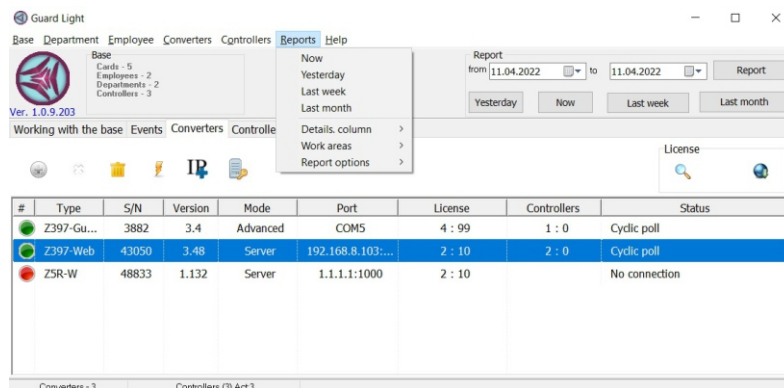 Guard Light
Base Department Employee Converters Controllers Reports Help
Base
Cards - 5
Employees - 2
Departments - 2
Controllers - 3
Ver. 1.0.9.203
Now
Yesterday
Last week
Last month
Details. column
Work areas
Report options
Report
from 11.04.2022 to 11.04.2022 Report
Yesterday Now Last week Last month
Working with the base Events Converters Controlle
IP
License
# Type S/N Version Mode Port License Controllers Status
Z397-Gu... 3882 3.4 Advanced COM5 4 : 99 1 : 0 Cyclic poll
Z397-Web 43050 3.48 Server 192.168.8.103:... 2 : 10 2 : 0 Cyclic poll
Z5R-W 48833 1.132 Server 1.1.1.1:1000 2 : 10 No connection
Converters - 3 Controllers (3) Act 3